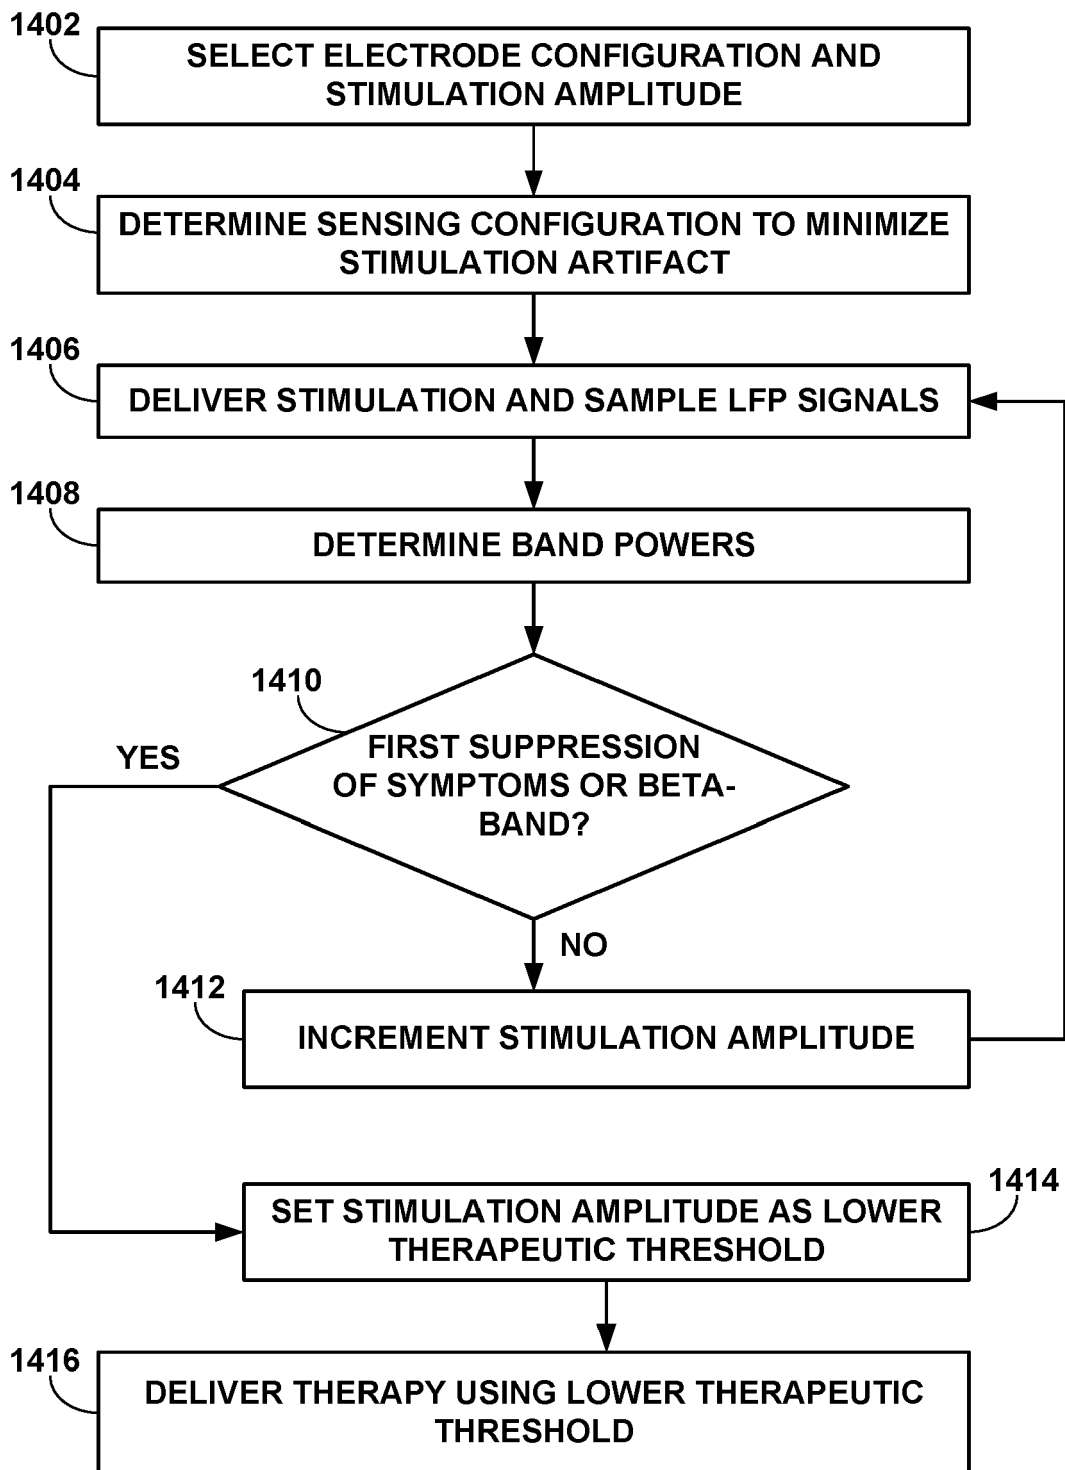 1402
SELECT ELECTRODE CONFIGURATION AND
STIMULATION AMPLITUDE
1404
DETERMINE SENSING CONFIGURATION TO MINIMIZE
STIMULATION ARTIFACT
1406
DELIVER STIMULATION AND SAMPLE LFP SIGNALS
1408
DETERMINE BAND POWERS
1410
FIRST SUPPRESSION
OF SYMPTOMS OR BETA-
BAND?
YES
NO
1412
INCREMENT STIMULATION AMPLITUDE
1414
SET STIMULATION AMPLITUDE AS LOWER
THERAPEUTIC THRESHOLD
1416
DELIVER THERAPY USING LOWER THERAPEUTIC
THRESHOLD